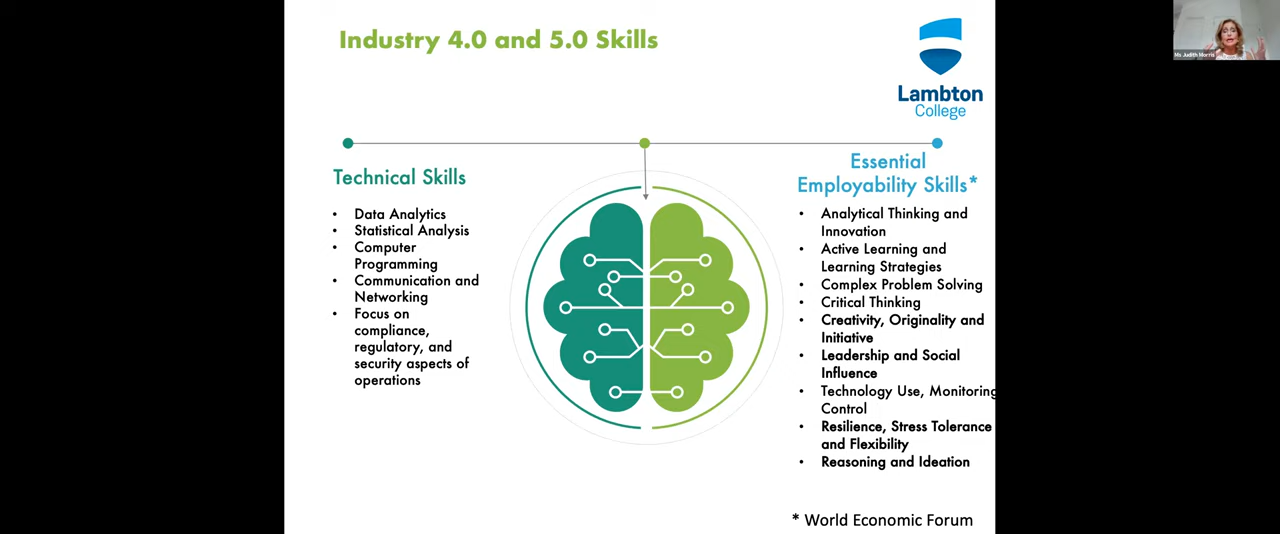 Industry 4.0 and 5.0 Skills
Lambton
College
Ms Judith Morris
Technical Skills
• Data Analytics
• Statistical Analysis
• Computer
Programming
• Communication and
Networking
• Focus on
compliance,
regulatory, and
security aspects of
operations
Essential
Employability Skills*
• Analytical Thinking and
Innovation
• Active Learning and
Learning Strategies
• Complex Problem Solving
• Critical Thinking
• Creativity, Originality and
Initiative
• Leadership and Social
Influence
• Technology Use, Monitoring
Control
• Resilience, Stress Tolerance
and Flexibility
• Reasoning and Ideation
* World Economic Forum